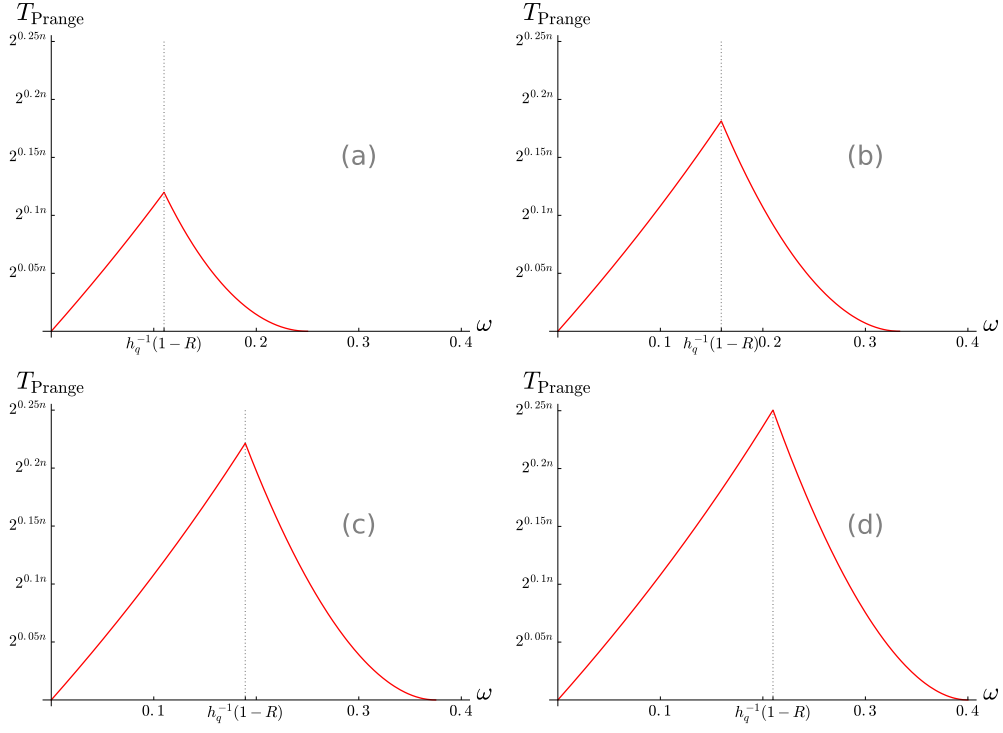 T_Prange
2^{0.25n}
2^{0.2n}
2^{0.15n}
2^{0.1n}
2^{0.05n}
(a)
h_q^{-1}(1 − R) 0.2 0.3 0.4 ω
T_Prange
2^{0.25n}
2^{0.2n}
2^{0.15n}
2^{0.1n}
2^{0.05n}
(b)
0.1 h_q^{-1}(1 − R) 0.2 0.3 0.4 ω
T_Prange
2^{0.25n}
2^{0.2n}
2^{0.15n}
2^{0.1n}
2^{0.05n}
(c)
0.1 h_q^{-1}(1 − R) 0.3 0.4 ω
T_Prange
2^{0.25n}
2^{0.2n}
2^{0.15n}
2^{0.1n}
2^{0.05n}
(d)
0.1 h_q^{-1}(1 − R) 0.3 0.4 ω